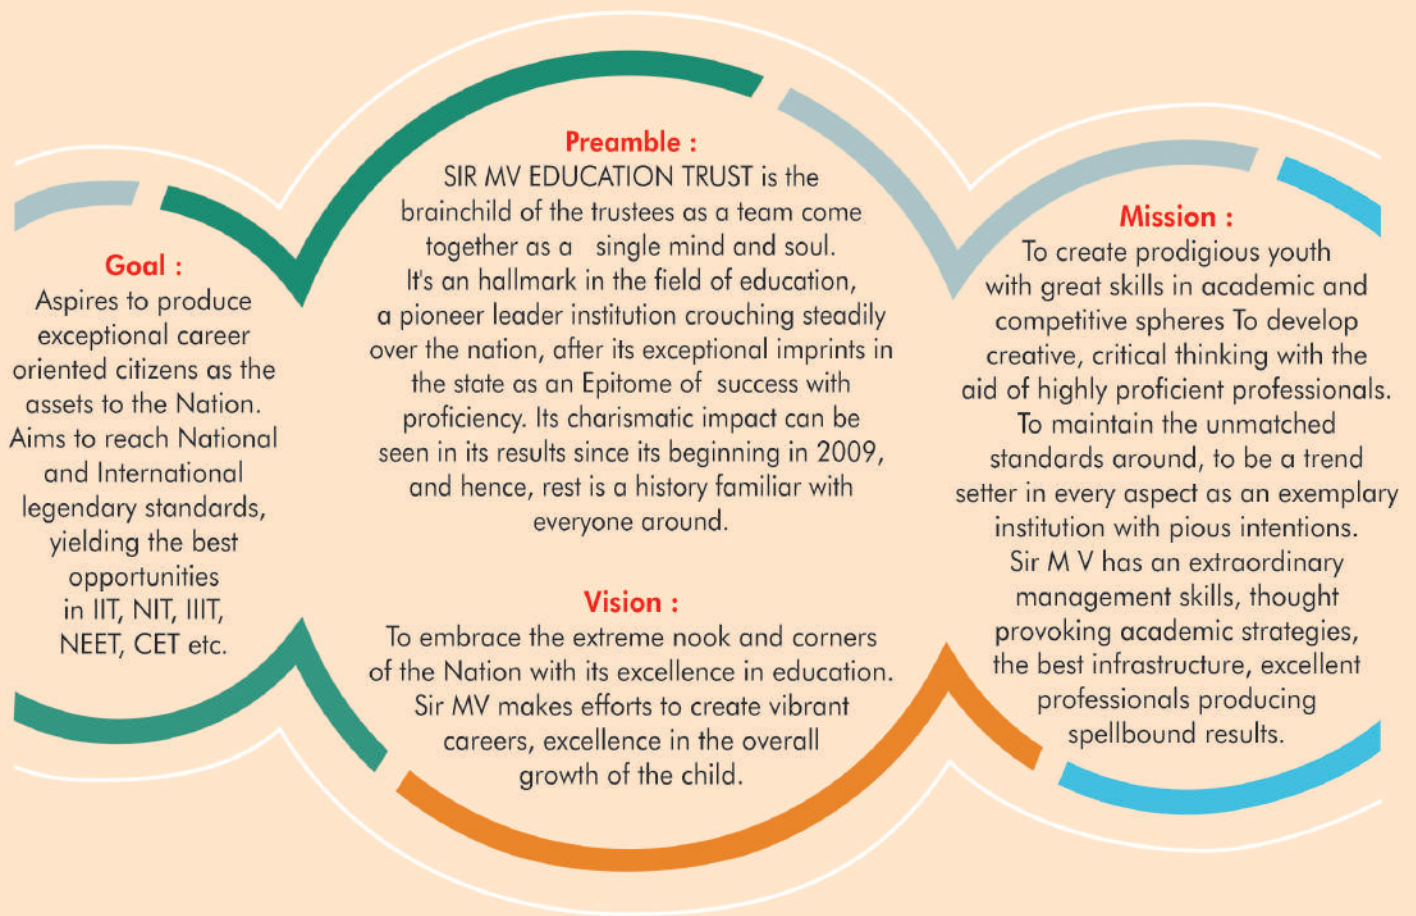 Goal :
Aspires to produce
exceptional career
oriented citizens as the
assets to the Nation.
Aims to reach National
and International
legendary standards,
yielding the best
opportunities
in IIT, NIT, IIIT,
NEET, CET etc.
Preamble :
SIR MV EDUCATION TRUST is the
brainchild of the trustees as a team come
together as a single mind and soul.
It's an hallmark in the field of education,
a pioneer leader institution crouching steadily
over the nation, after its exceptional imprints in
the state as an Epitome of success with
proficiency. Its charismatic impact can be
seen in its results since its beginning in 2009,
and hence, rest is a history familiar with
everyone around.
Vision :
To embrace the extreme nook and corners
of the Nation with its excellence in education.
Sir MV makes efforts to create vibrant
careers, excellence in the overall
growth of the child.
Mission :
To create prodigious youth
with great skills in academic and
competitive spheres To develop
creative, critical thinking with the
aid of highly proficient professionals.
To maintain the unmatched
standards around, to be a trend
setter in every aspect as an exemplary
institution with pious intentions.
Sir M V has an extraordinary
management skills, thought
provoking academic strategies,
the best infrastructure, excellent
professionals producing
spellbound results.